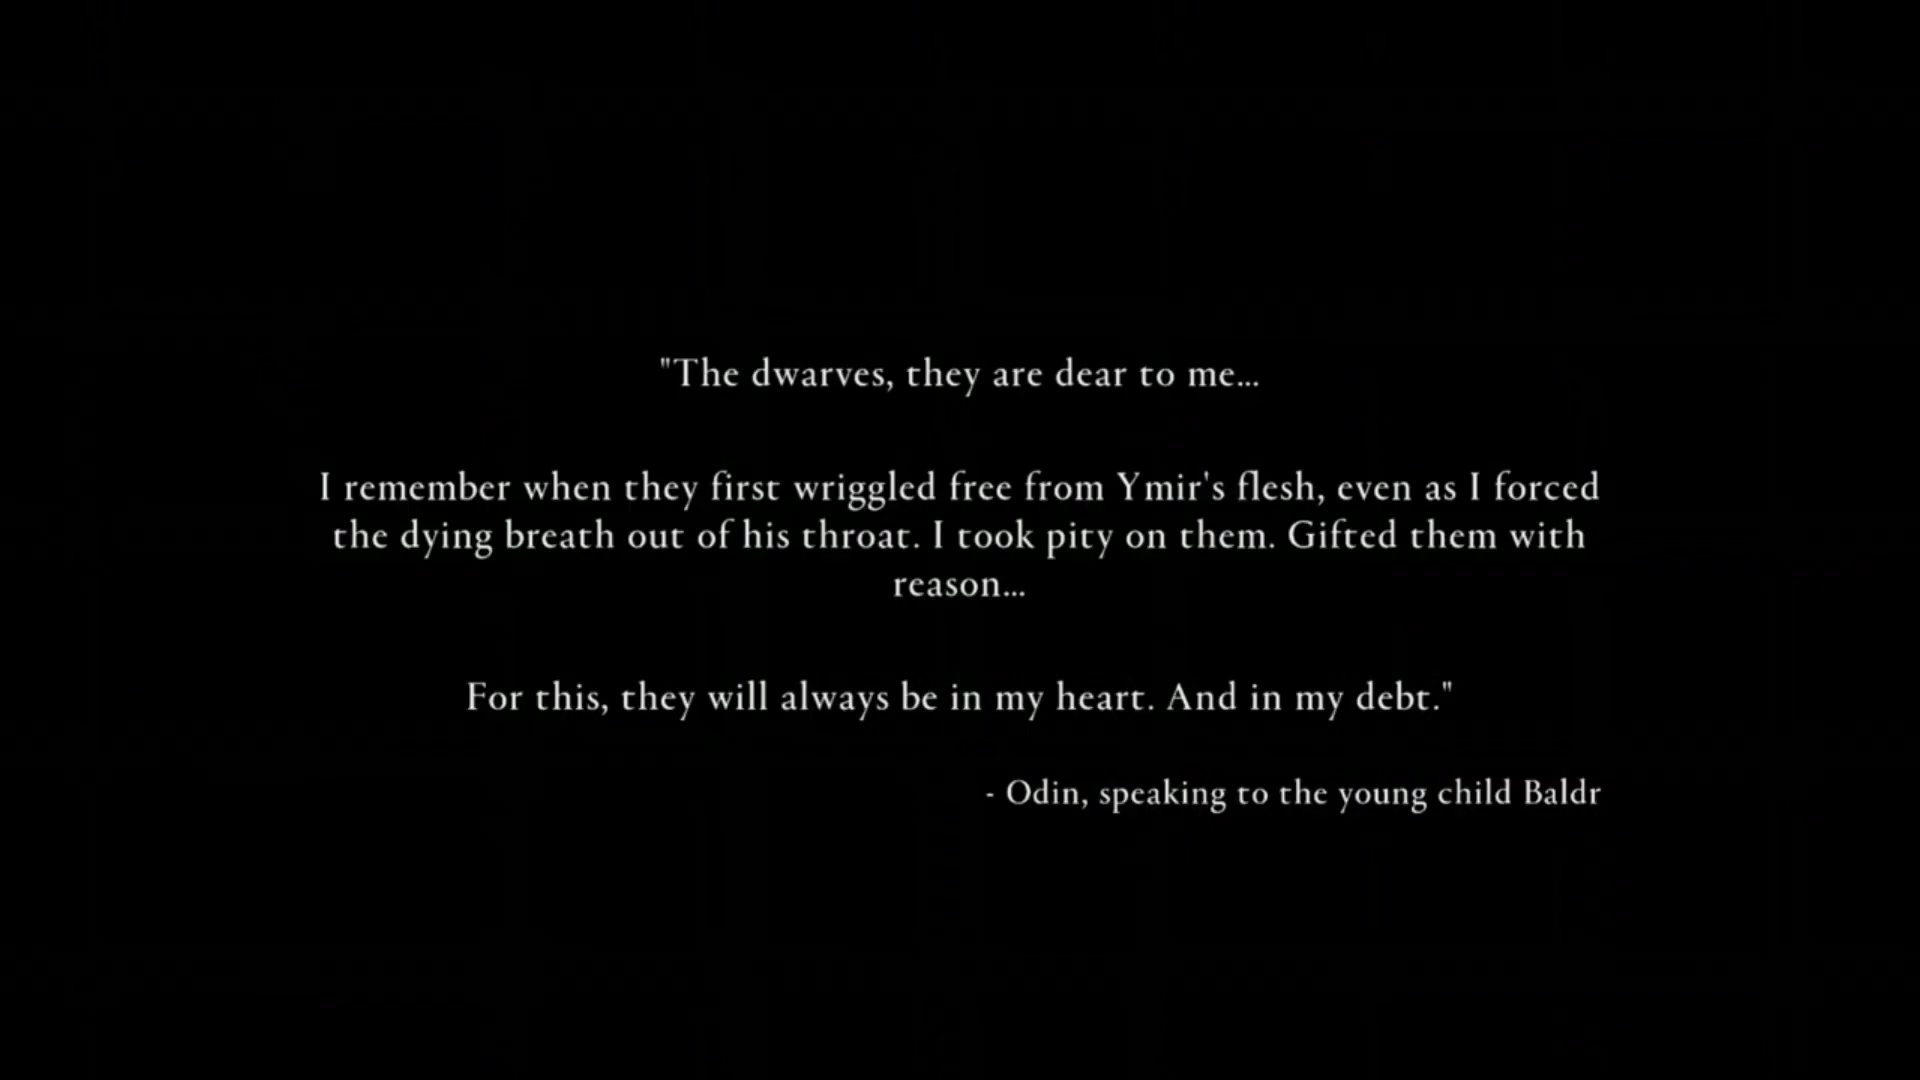 "The dwarves, they are dear to me...
I remember when they first wriggled free from Ymir's flesh, even as I forced
the dying breath out of his throat. I took pity on them. Gifted them with
reason...
For this, they will always be in my heart. And in my debt."
- Odin, speaking to the young child Baldr